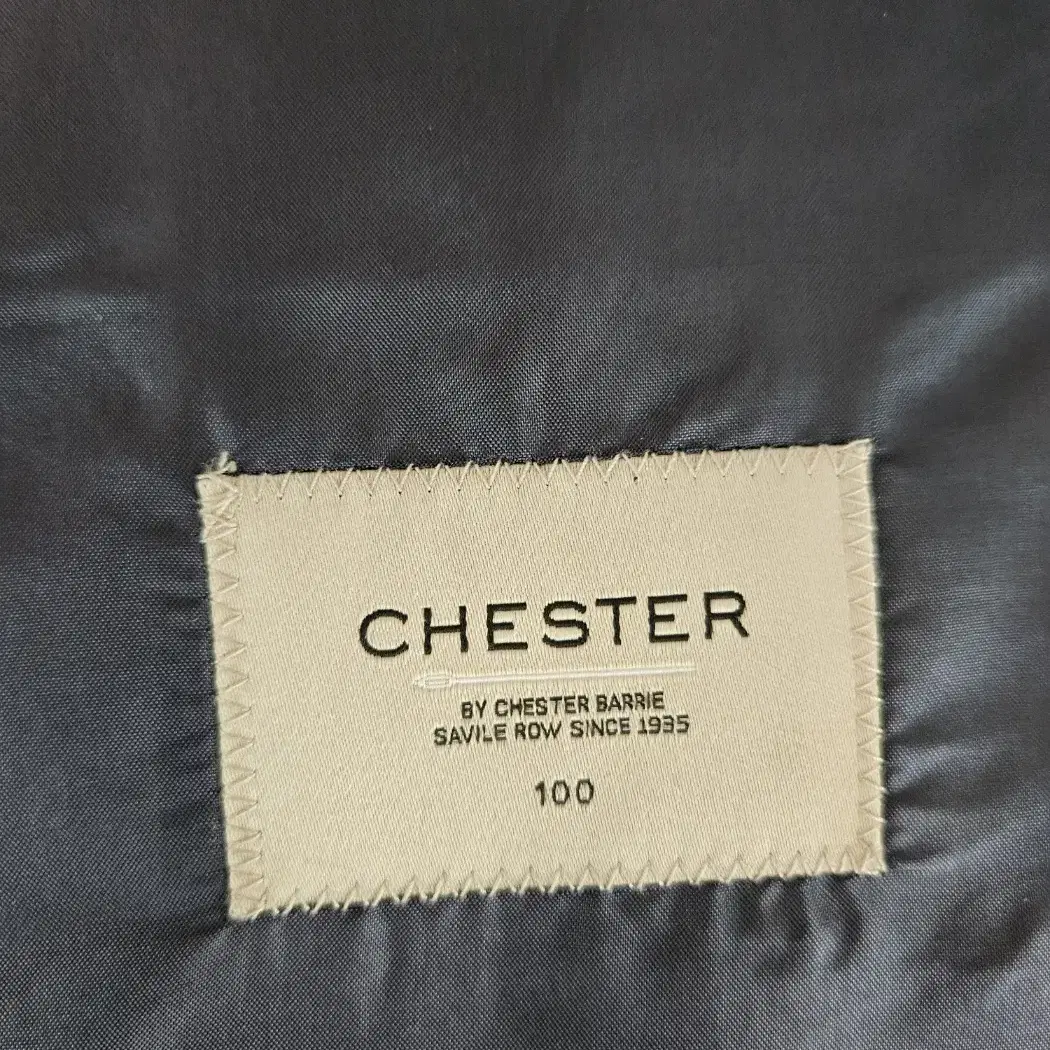 CHESTER
BY CHESTER BARRIE
SAVILE ROW SINCE 1935
100